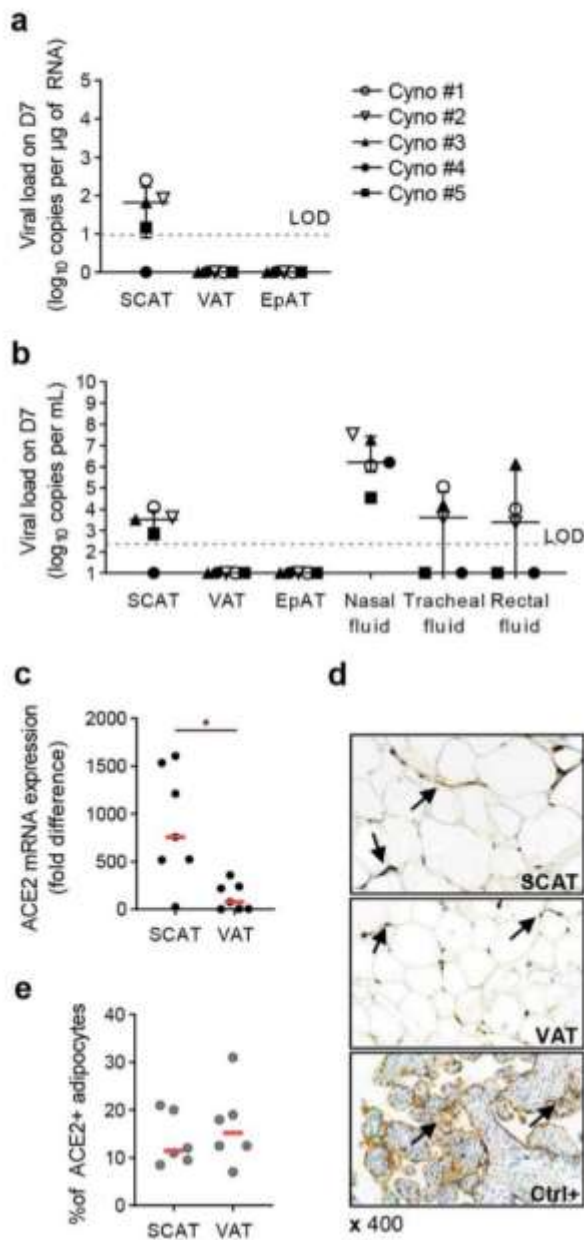 a
Viral load on D7
(log10 copies per µg of RNA)
5
4
3
2
1
0
LOD
SCAT VAT EpAT
Cyno #1
Cyno #2
Cyno #3
Cyno #4
Cyno #5
b
Viral load on D7
(log10 copies per mL)
10
9
8
7
6
5
4
3
2
1
LOD
SCAT VAT EpAT Nasal Tracheal Rectal
fluid fluid fluid
c
ACE2 mRNA expression
(fold difference)
2000
1500
1000
500
0
*
SCAT VAT
d
SCAT
VAT
Ctrl+
x 400
e
%of ACE2+ adipocytes
40
30
20
10
0
SCAT VAT